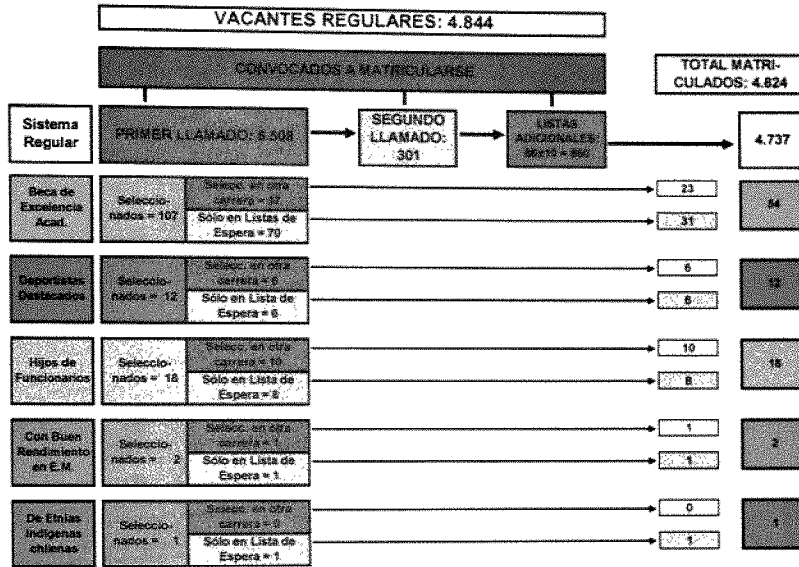 VACANTES REGULARES: 4.844
CONVOCADOS A MATRICULARSE
TOTAL MATRI-
CULADOS: 4.824
Sistema
Regular
PRIMER LLAMADO:
SEGUNDO
LLAMADO:
301
LISTAS
ADICIONALES
4.737
Beca de
Excelencia
Acad.
Seleccio-
nados = 107
Selecc. en otra
carrera = 37
Sólo en Listas de
Espera = 70
23
31
54
Deportistas
Destacados
Seleccio-
nados = 12
Selecc. en otra
carrera = 6
Sólo en Lista de
Espera = 6
6
6
12
Hijos de
Funcionarios
Seleccio-
nados = 18
Selecc. en otra
carrera = 10
Sólo en Lista de
Espera = 8
10
8
18
Con Buen
Rendimiento
en E.M.
Seleccio-
nados = 2
Selecc. en otra
carrera = 1
Sólo en Lista de
Espera = 1
1
1
2
De Etnias
Indígenas
chilenas
Seleccio-
nados = 1
Selecc. en otra
carrera = 0
Sólo en Lista de
Espera = 1
0
1
1